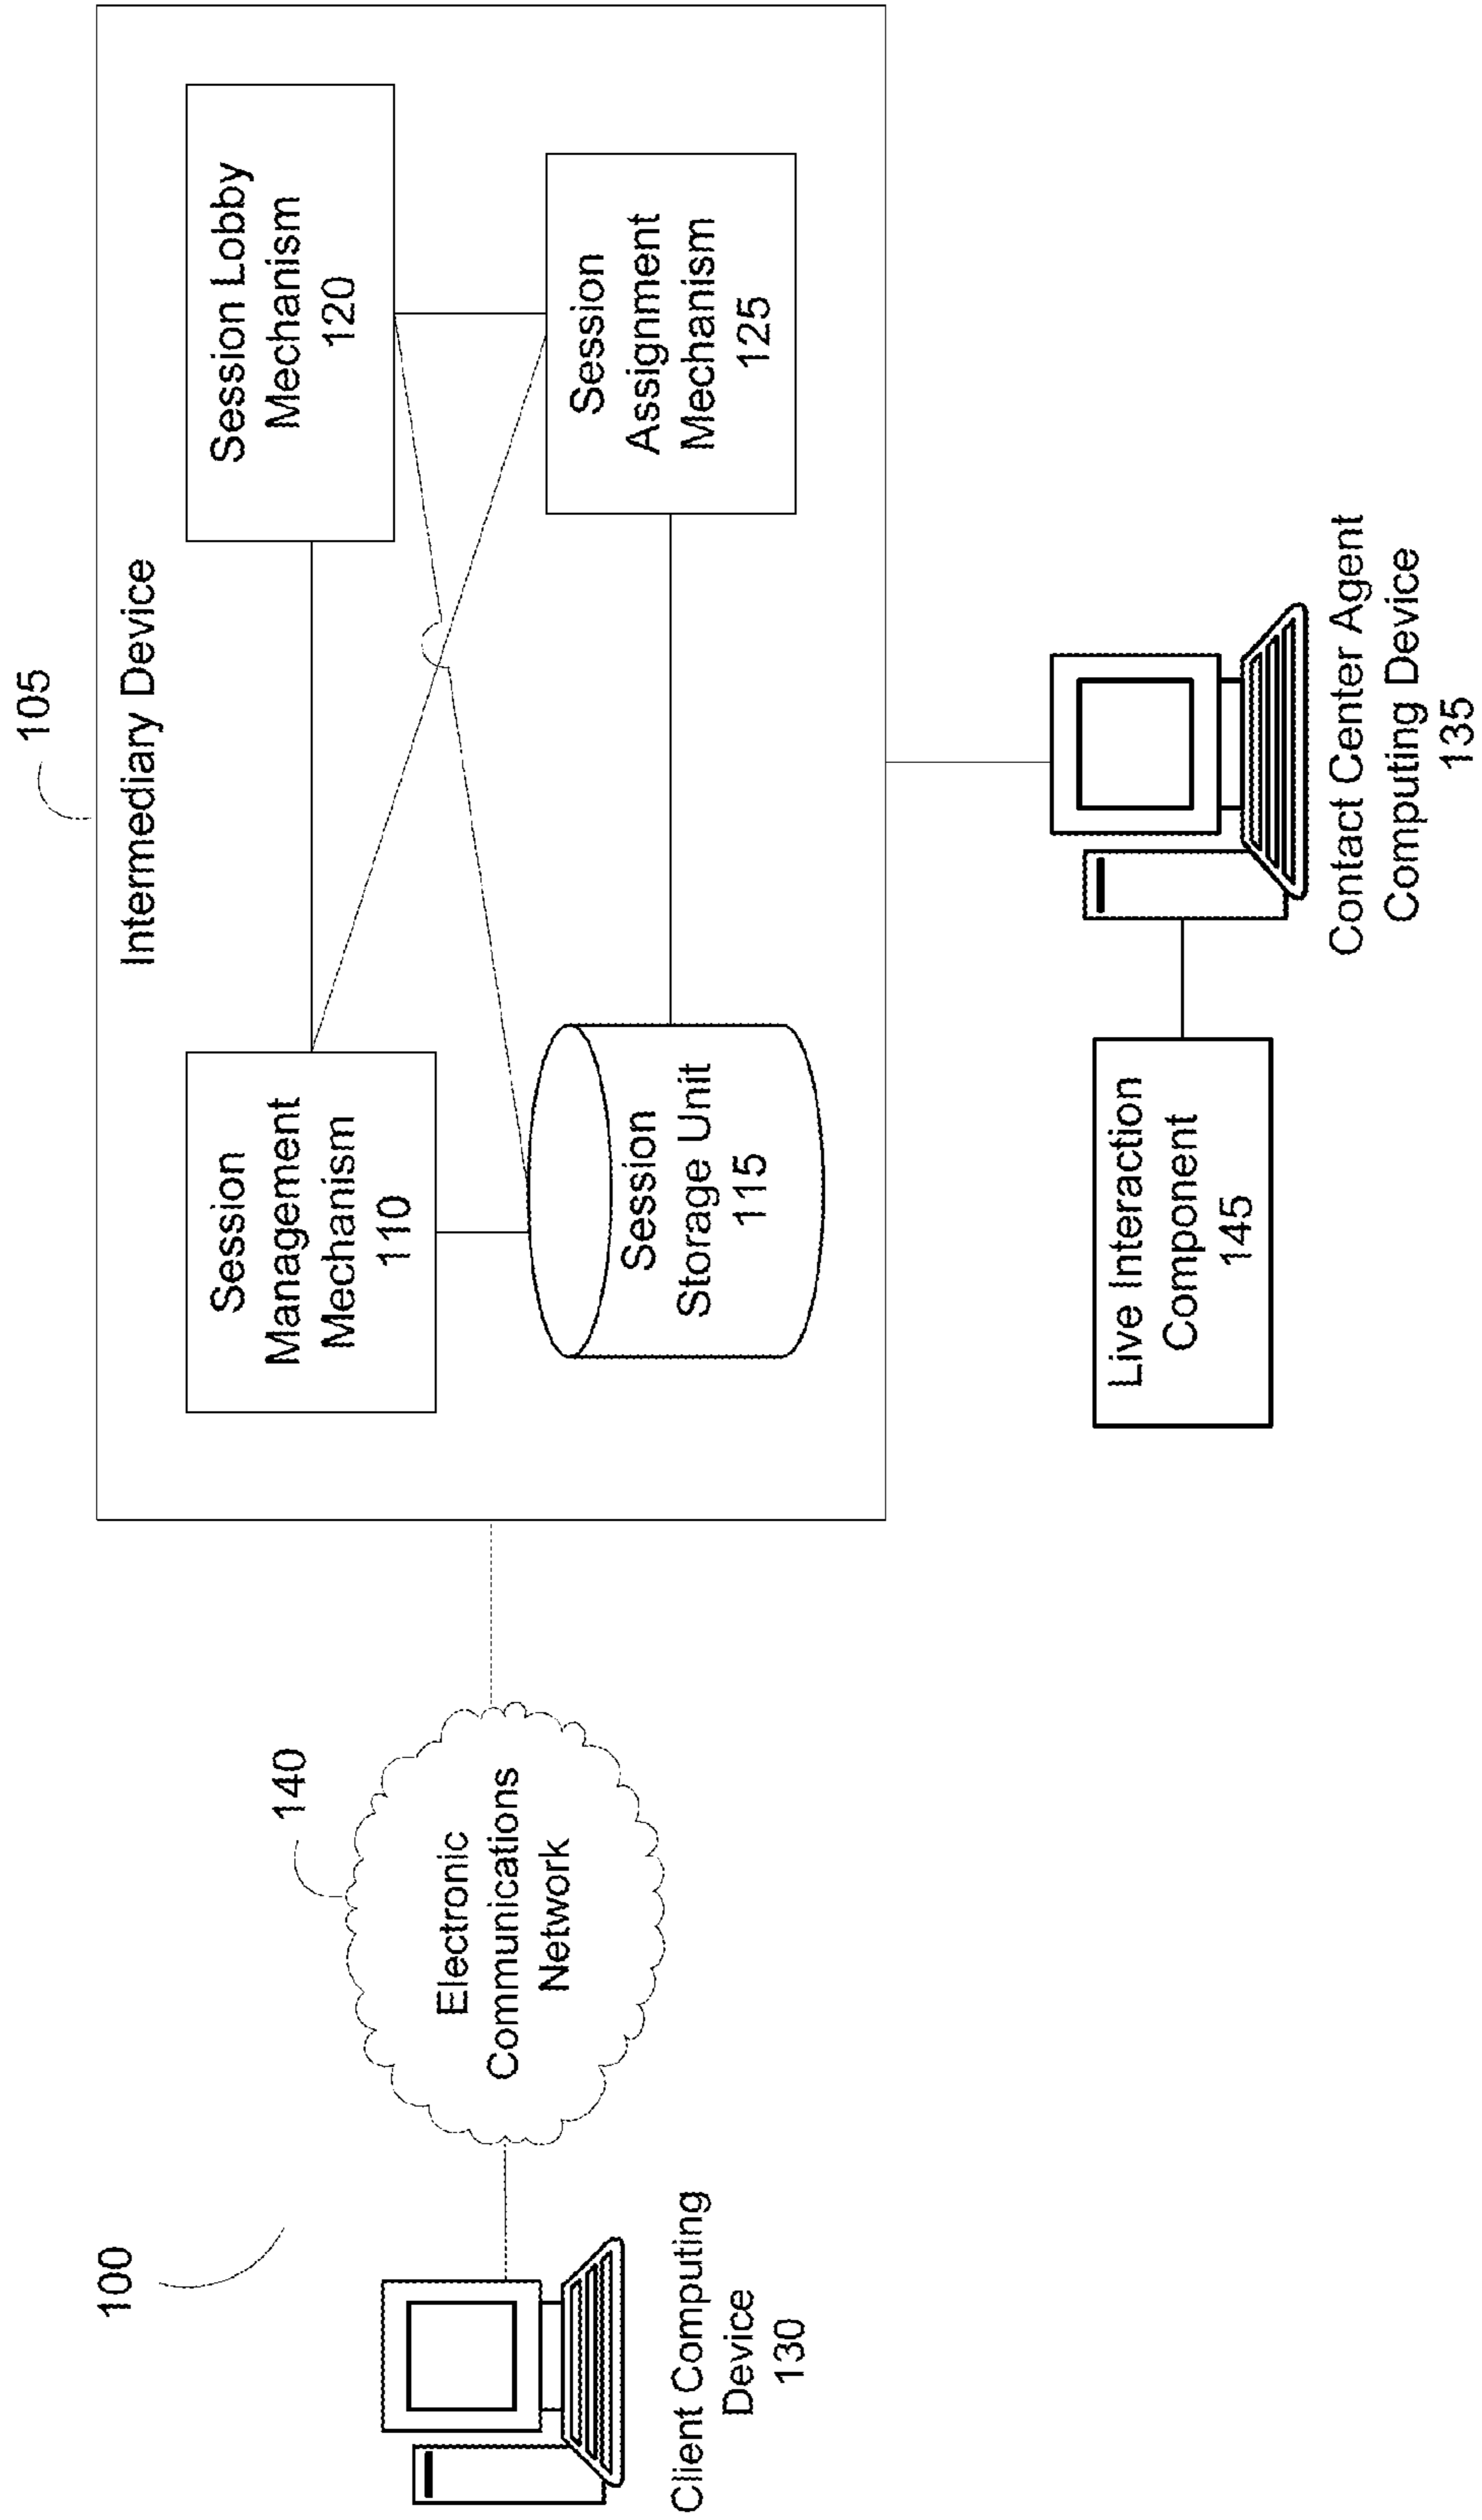 100
105
Intermediary Device
Session
Management
Mechanism
110
Session Lobby
Mechanism
120
Session
Storage Unit
115
Session
Assignment
Mechanism
125
140
Electronic
Communications
Network
Client Computing
Device
130
Live Interaction
Component
145
Contact Center Agent
Computing Device
135